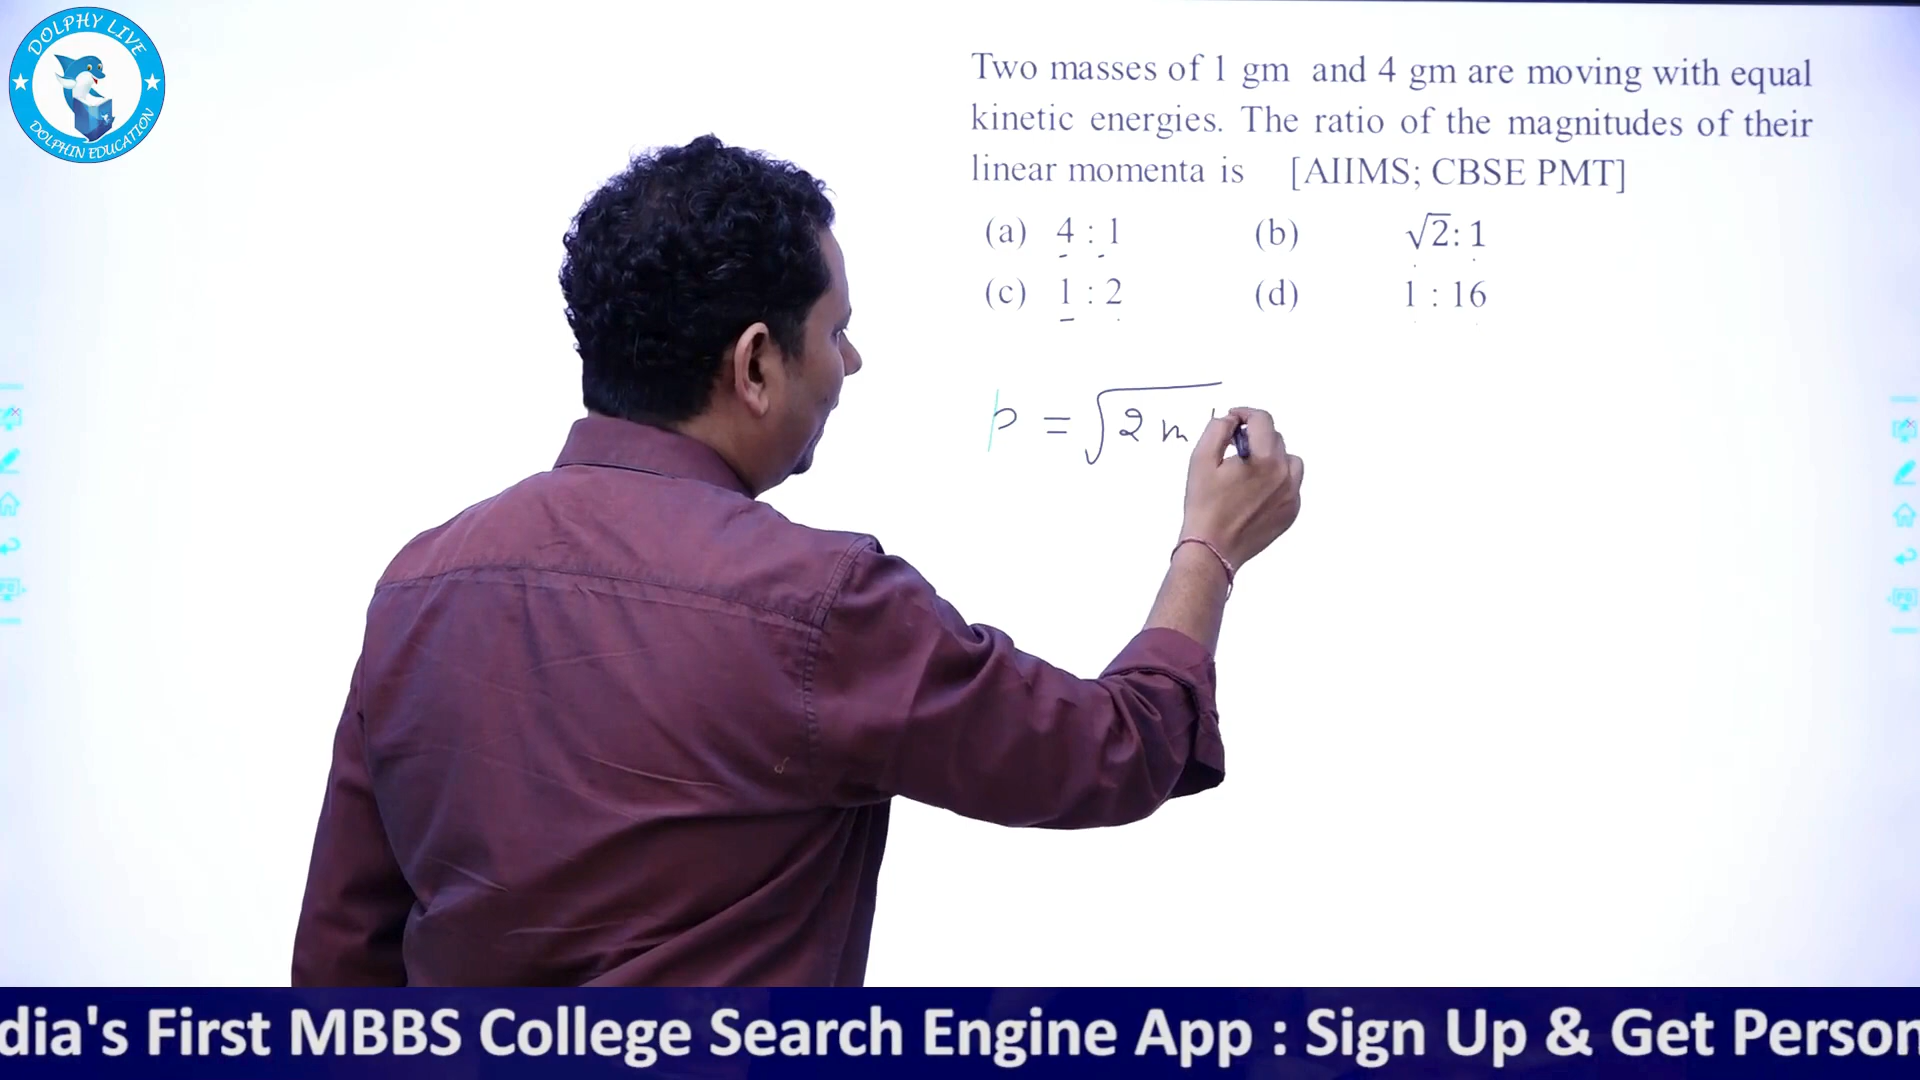 DOLPHY LIVE
DOLPHIN EDUCATION
Two masses of 1 gm and 4 gm are moving with equal
kinetic energies. The ratio of the magnitudes of their
linear momenta is [AIIMS; CBSE PMT]
(a) 4 : 1 (b) √2: 1
(c) 1 : 2 (d) 1 : 16
p = √2 m
dia's First MBBS College Search Engine App : Sign Up & Get Person